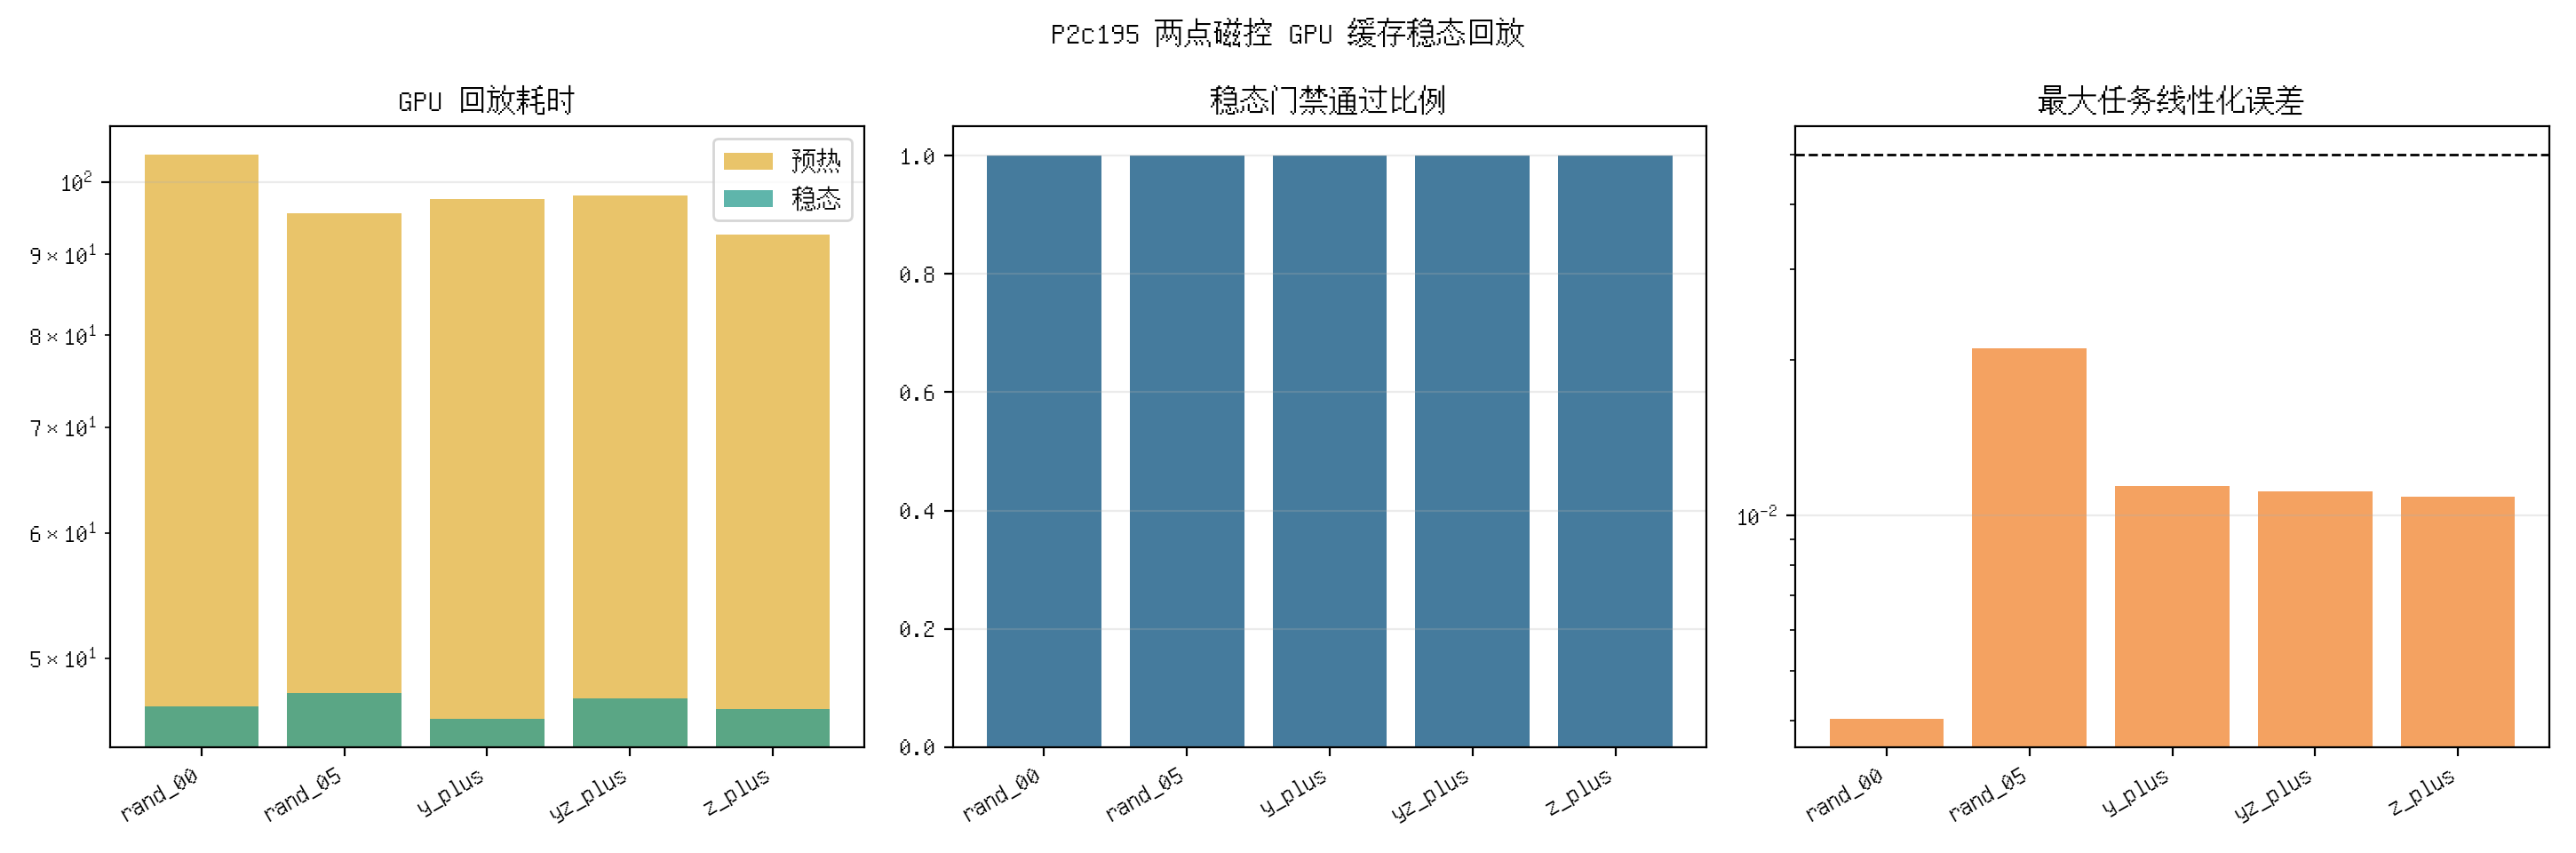 P2c195 两点磁控 GPU 缓存稳态回放
GPU 回放耗时
10²
9×10¹
8×10¹
7×10¹
6×10¹
5×10¹
预热
稳态
rand_00
rand_05
y_plus
yz_plus
z_plus
稳态门禁通过比例
1.0
0.8
0.6
0.4
0.2
0.0
rand_00
rand_05
y_plus
yz_plus
z_plus
最大任务线性化误差
10⁻²
rand_00
rand_05
y_plus
yz_plus
z_plus